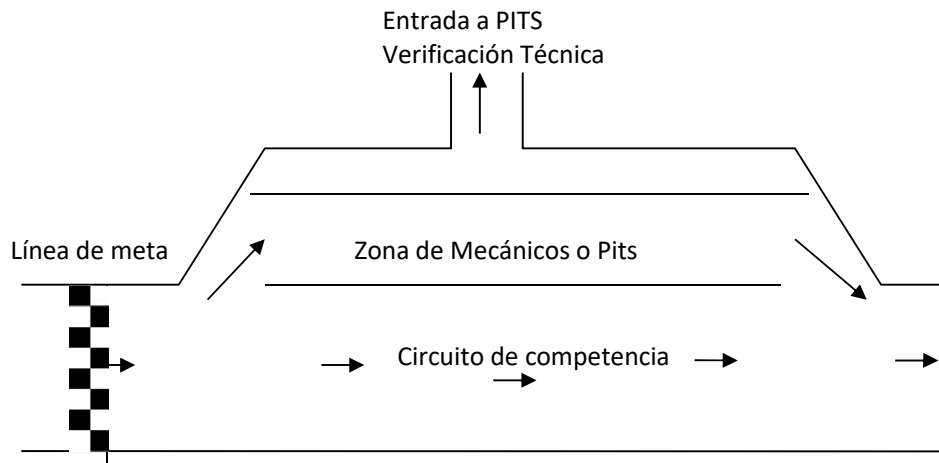 Entrada a PITS
Verificación Técnica
Línea de meta
Zona de Mecánicos o Pits
Circuito de competencia